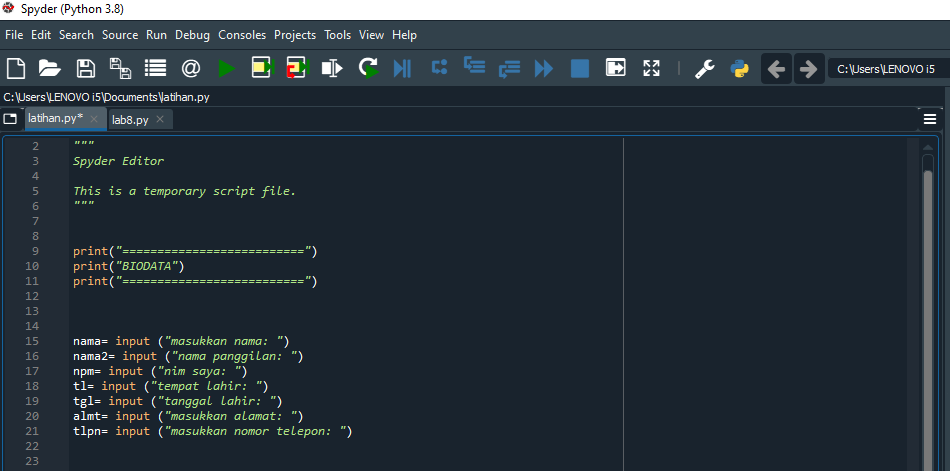 Spyder (Python 3.8)
File Edit Search Source Run Debug Consoles Projects Tools View Help
C:\Users\LENOVO i5
C:\Users\LENOVO i5\Documents\latihan.py
latihan.py* lab8.py
2 """
3 Spyder Editor
4
5 This is a temporary script file.
6 """
7
8
9 print("==========================")
10 print("BIODATA")
11 print("==========================")
12
13
14
15 nama= input ("masukkan nama: ")
16 nama2= input ("nama panggilan: ")
17 npm= input ("nim saya: ")
18 tl= input ("tempat lahir: ")
19 tgl= input ("tanggal lahir: ")
20 almt= input ("masukkan alamat: ")
21 tlpn= input ("masukkan nomor telepon: ")
22
23